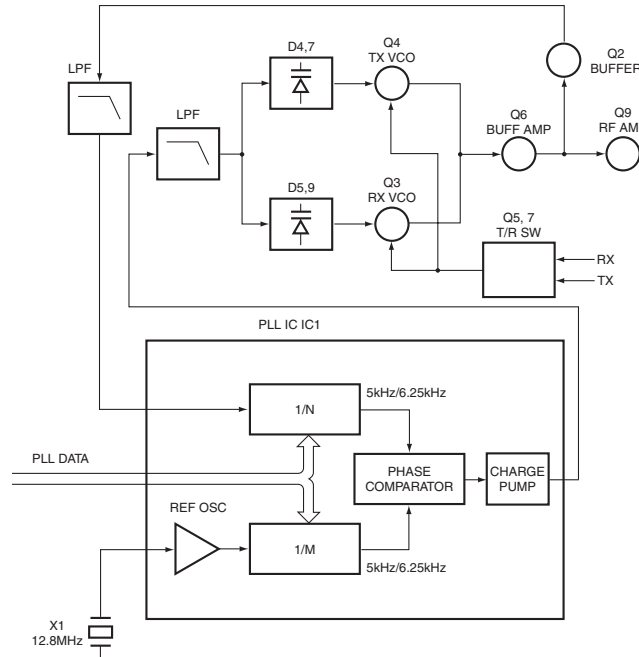 D4,7
Q4
TX VCO
Q2
BUFFER
LPF
LPF
Q6
BUFF AMP
Q9
RF AM
D5,9
Q3
RX VCO
Q5, 7
T/R SW
RX
TX
PLL IC IC1
5kHz/6.25kHz
1/N
PLL DATA
PHASE
COMPARATOR
CHARGE
PUMP
REF OSC
1/M
5kHz/6.25kHz
X1
12.8MHz